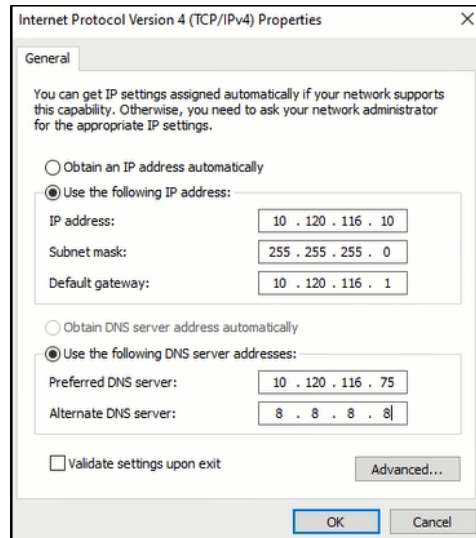 Internet Protocol Version 4 (TCP/IPv4) Properties
General
You can get IP settings assigned automatically if your network supports
this capability. Otherwise, you need to ask your network administrator
for the appropriate IP settings.
Obtain an IP address automatically
Use the following IP address:
IP address: 10 . 120 . 116 . 10
Subnet mask: 255 . 255 . 255 . 0
Default gateway: 10 . 120 . 116 . 1
Obtain DNS server address automatically
Use the following DNS server addresses:
Preferred DNS server: 10 . 120 . 116 . 75
Alternate DNS server: 8 . 8 . 8 . 8
Validate settings upon exit
Advanced...
OK Cancel